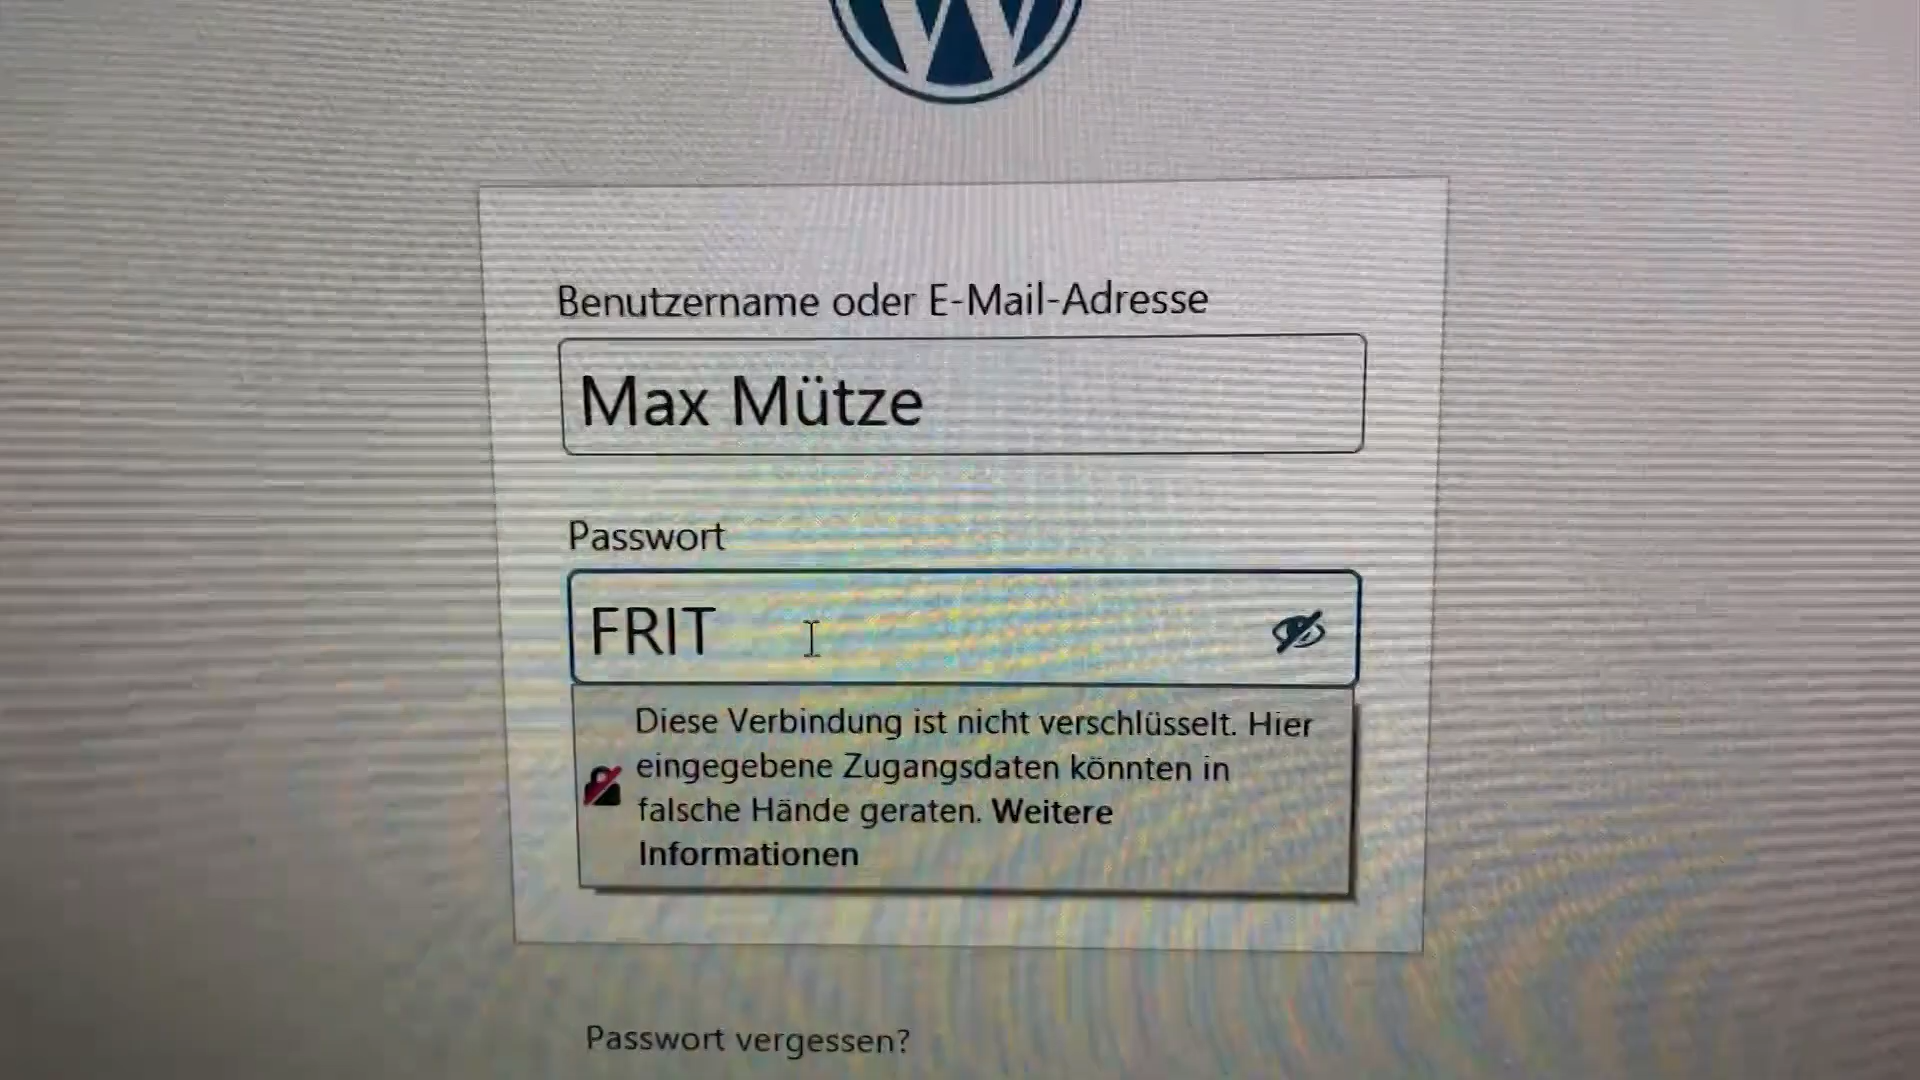 Benutzername oder E-Mail-Adresse
Max Mütze
Passwort
FRIT
Diese Verbindung ist nicht verschlüsselt. Hier
eingegebene Zugangsdaten könnten in
falsche Hände geraten. Weitere
Informationen
Passwort vergessen?